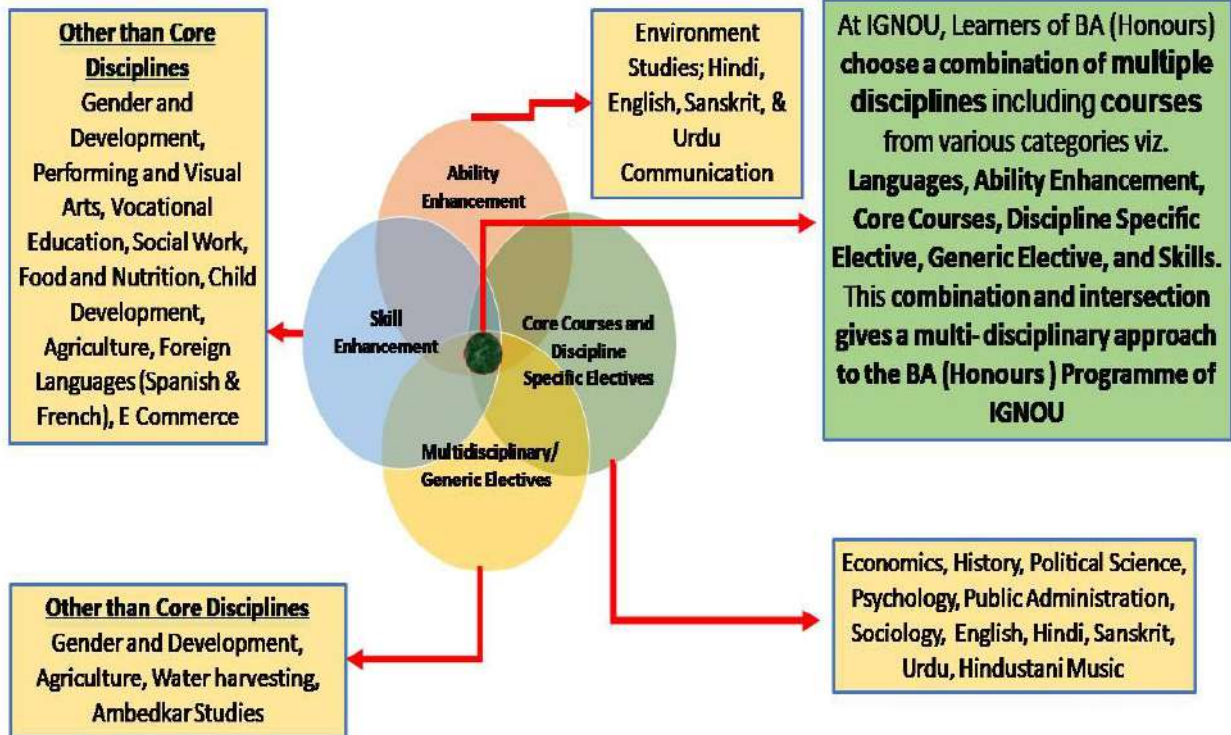 Other than Core
Disciplines
Gender and
Development,
Performing and Visual
Arts, Vocational
Education, Social Work,
Food and Nutrition, Child
Development,
Agriculture, Foreign
Languages (Spanish &
French), E Commerce
Environment
Studies; Hindi,
English, Sanskrit, &
Urdu
Communication
At IGNOU, Learners of BA (Honours)
choose a combination of multiple
disciplines including courses
from various categories viz.
Languages, Ability Enhancement,
Core Courses, Discipline Specific
Elective, Generic Elective, and Skills.
This combination and intersection
gives a multi- disciplinary approach
to the BA (Honours ) Programme of
IGNOU
Ability
Enhancement
Skill
Enhancement
Core Courses and
Discipline
Specific Electives
Multidisciplinary/
Generic Electives
Other than Core Disciplines
Gender and Development,
Agriculture, Water harvesting,
Ambedkar Studies
Economics, History, Political Science,
Psychology, Public Administration,
Sociology, English, Hindi, Sanskrit,
Urdu, Hindustani Music